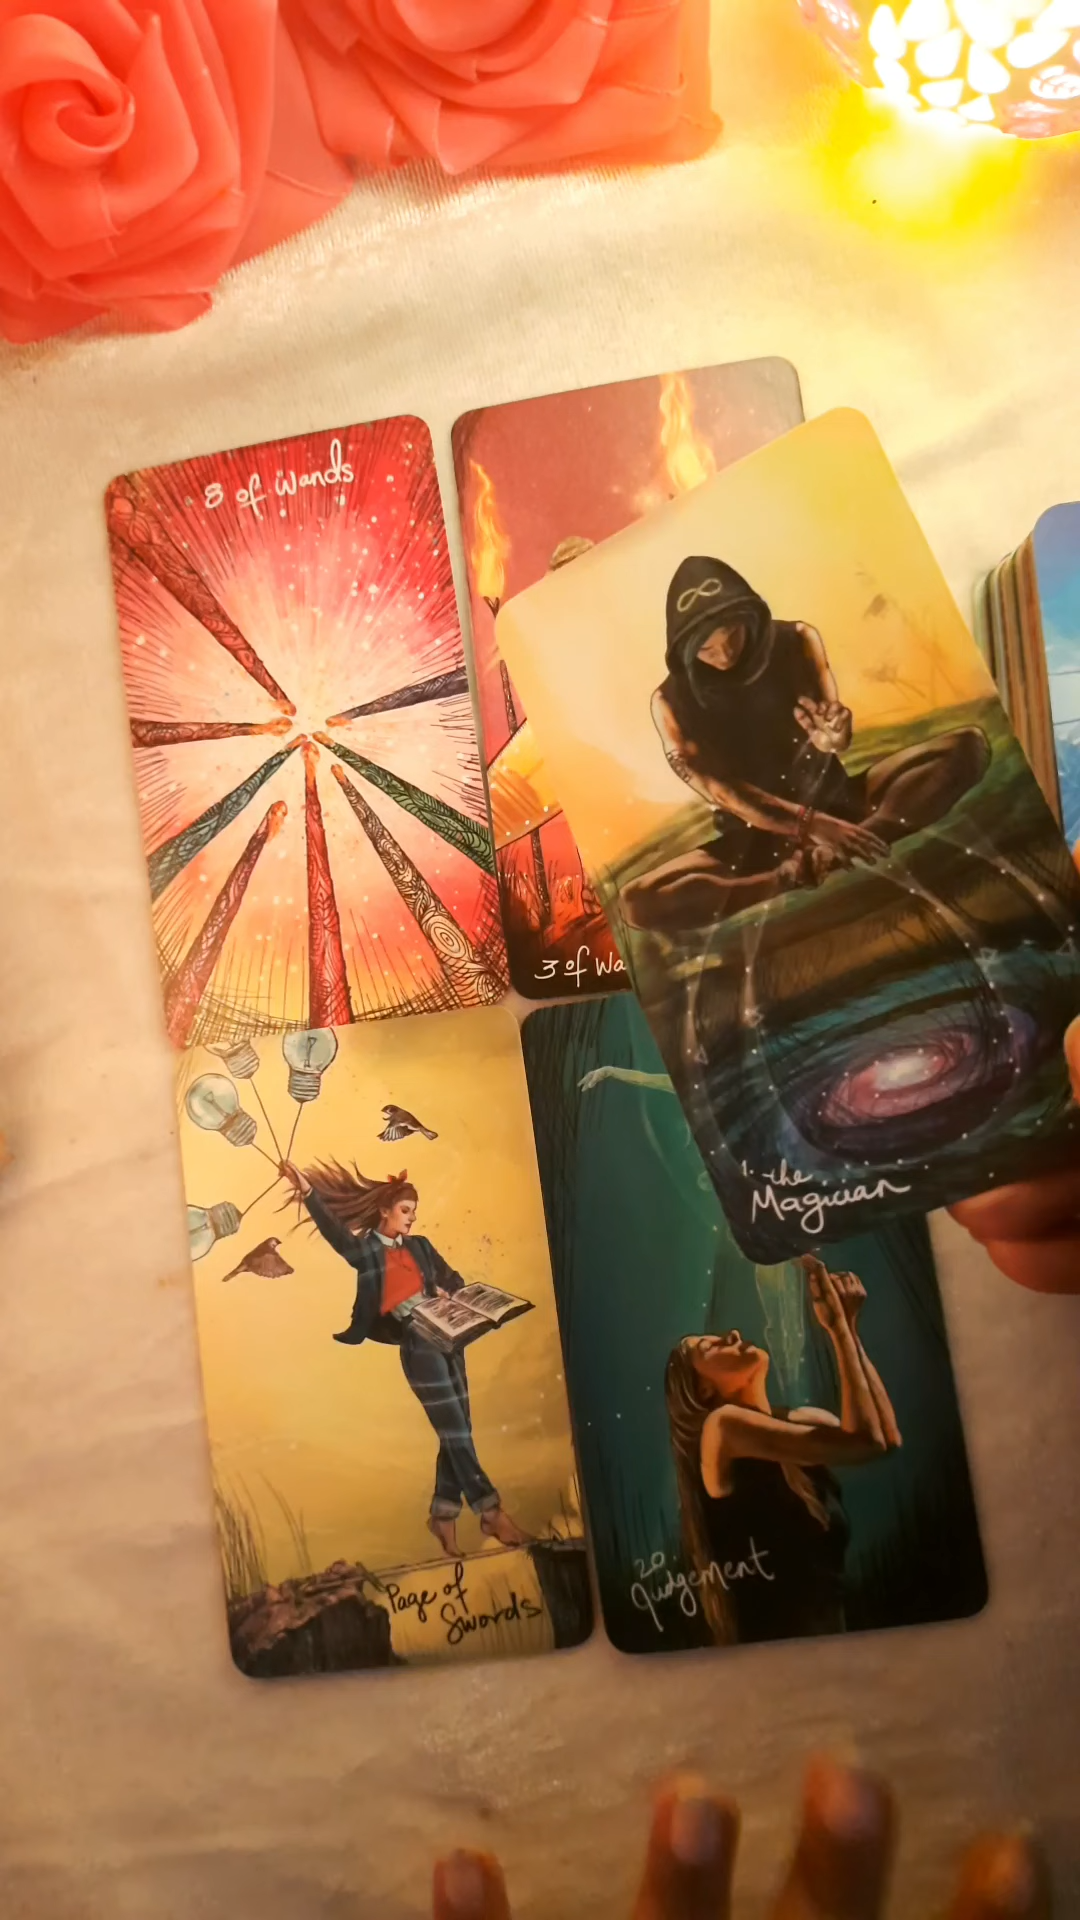 8 of Wands
3 of Wa
1. the
Magician
Page of
Swords
20.
Judgement